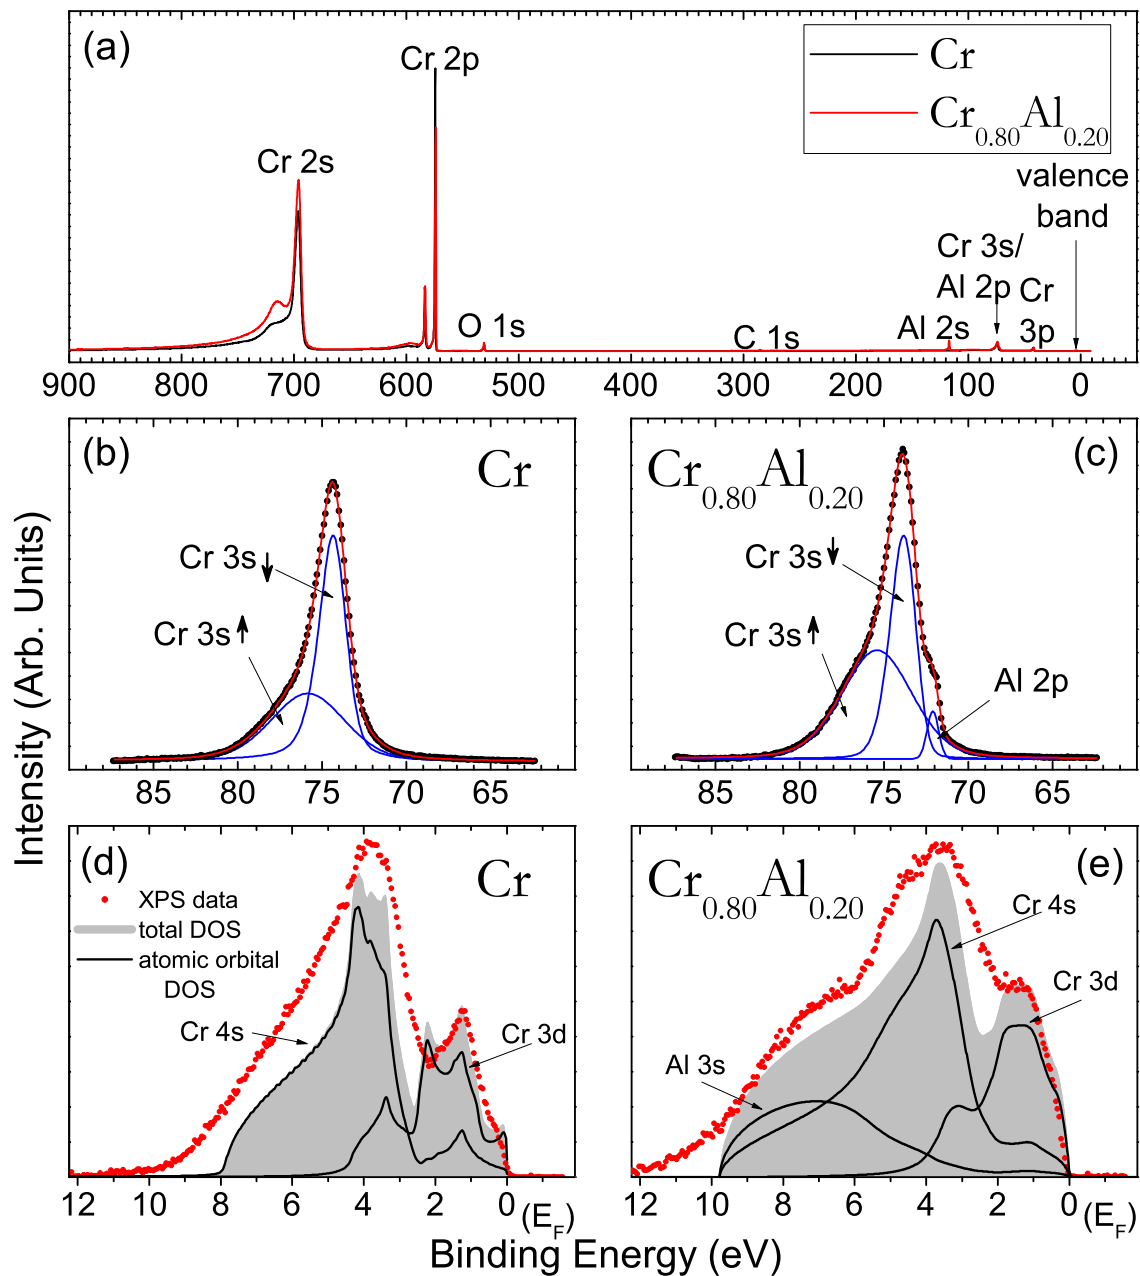 (a)
Cr 2p
Cr
Cr0.80Al0.20
Cr 2s
valence
band
Cr 3s/
Al 2p
Cr
3p
O 1s
C 1s
Al 2s
900 800 700 600 500 400 300 200 100 0
(b)
Cr
Cr 3s↓
Cr 3s↑
85 80 75 70 65
Cr0.80Al0.20
(c)
Cr 3s↓
Cr 3s↑
Al 2p
85 80 75 70 65
Intensity (Arb. Units)
(d)
Cr
XPS data
total DOS
atomic orbital
DOS
Cr 4s
Cr 3d
12 10 8 6 4 2 0
(EF)
(e)
Cr0.80Al0.20
Cr 4s
Cr 3d
Al 3s
12 10 8 6 4 2 0
(EF)
Binding Energy (eV)